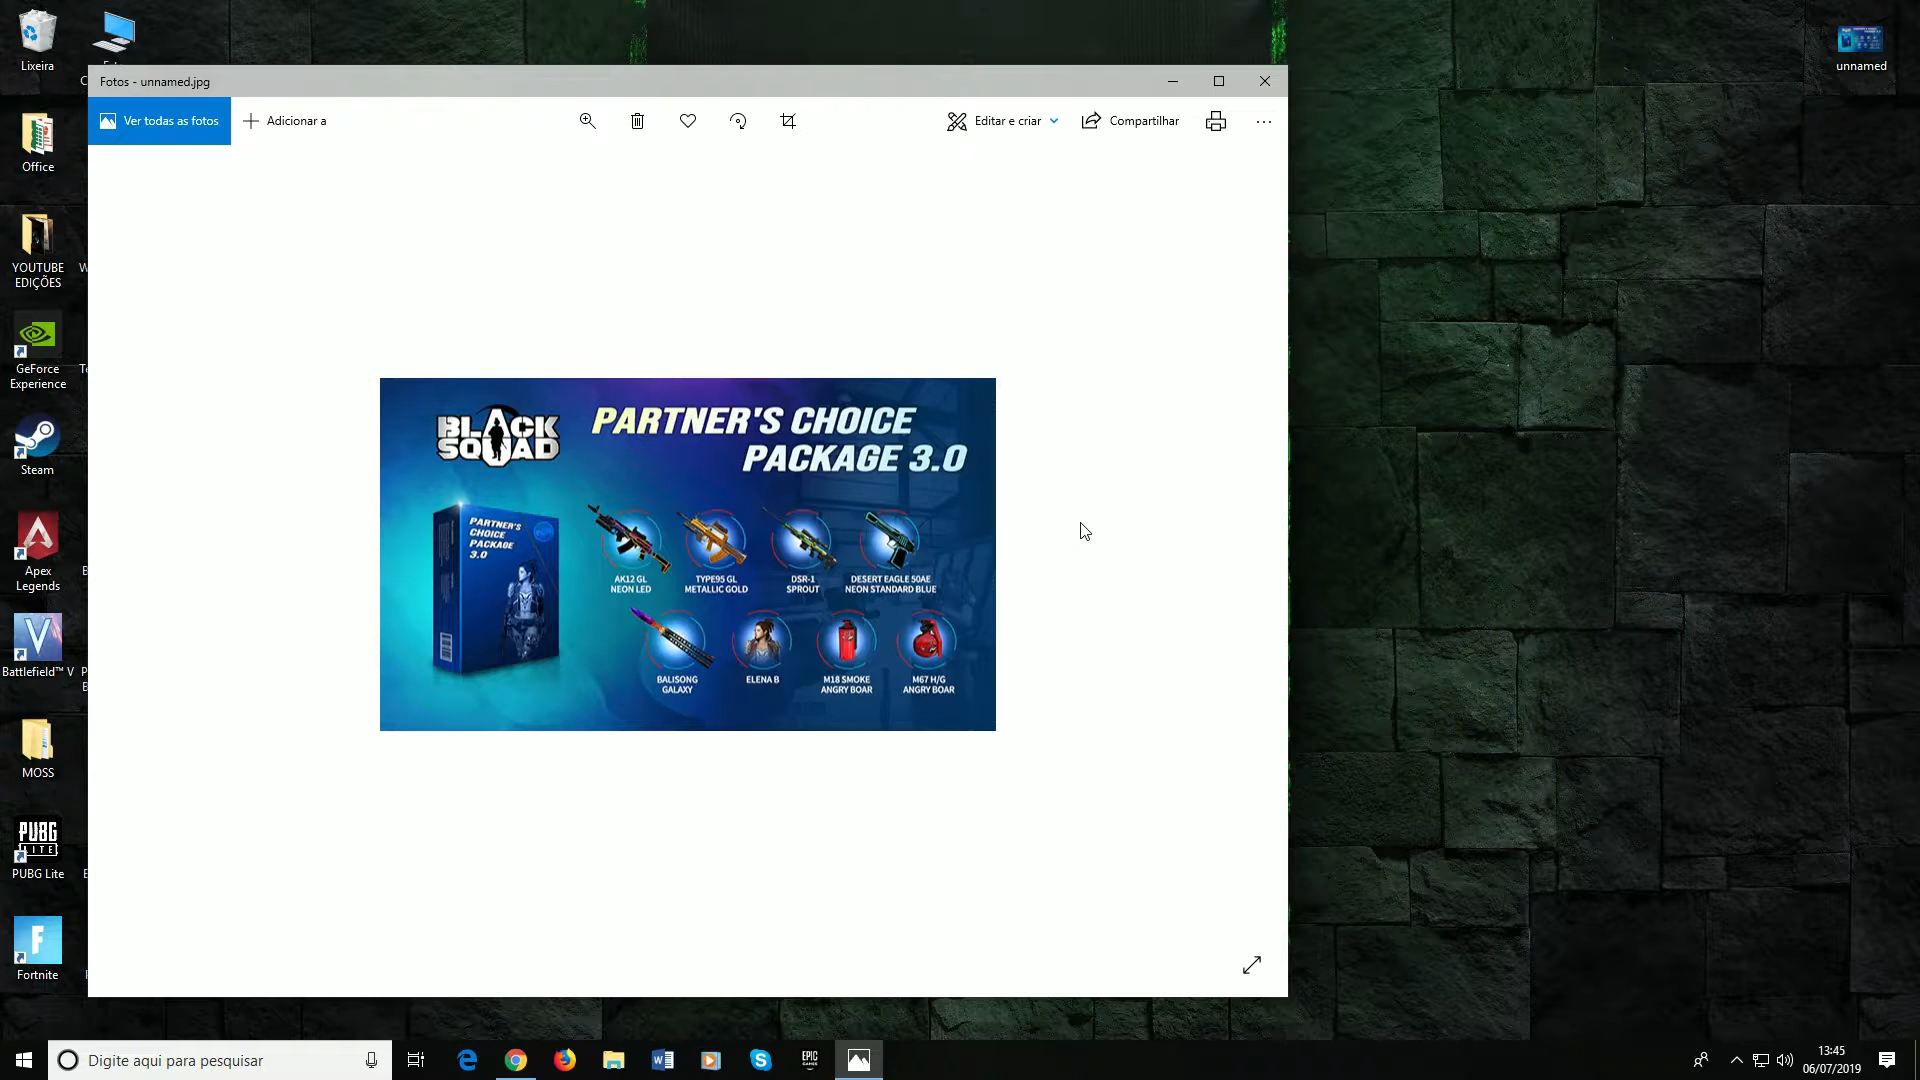 Lixeira
unnamed
Fotos - unnamed.jpg
Ver todas as fotos
Adicionar a
Editar e criar
Compartilhar
Office
YOUTUBE
EDIÇÕES
GeForce
Experience
Steam
Apex
Legends
Battlefield™ V
MOSS
PUBG
LITE
PUBG Lite
Fortnite
BLACK
SQUAD
PARTNER'S CHOICE
PACKAGE 3.0
PARTNER'S
CHOICE
PACKAGE
3.0
AK12 GL
NEON LED
TYPE95 GL
METALLIC GOLD
DSR-1
SPROUT
DESERT EAGLE 50AE
NEON STANDARD BLUE
BALISONG
GALAXY
ELENA B
M18 SMOKE
ANGRY BOAR
M67 H/G
ANGRY BOAR
Digite aqui para pesquisar
EPIC
GAMES
13:45
06/07/2019